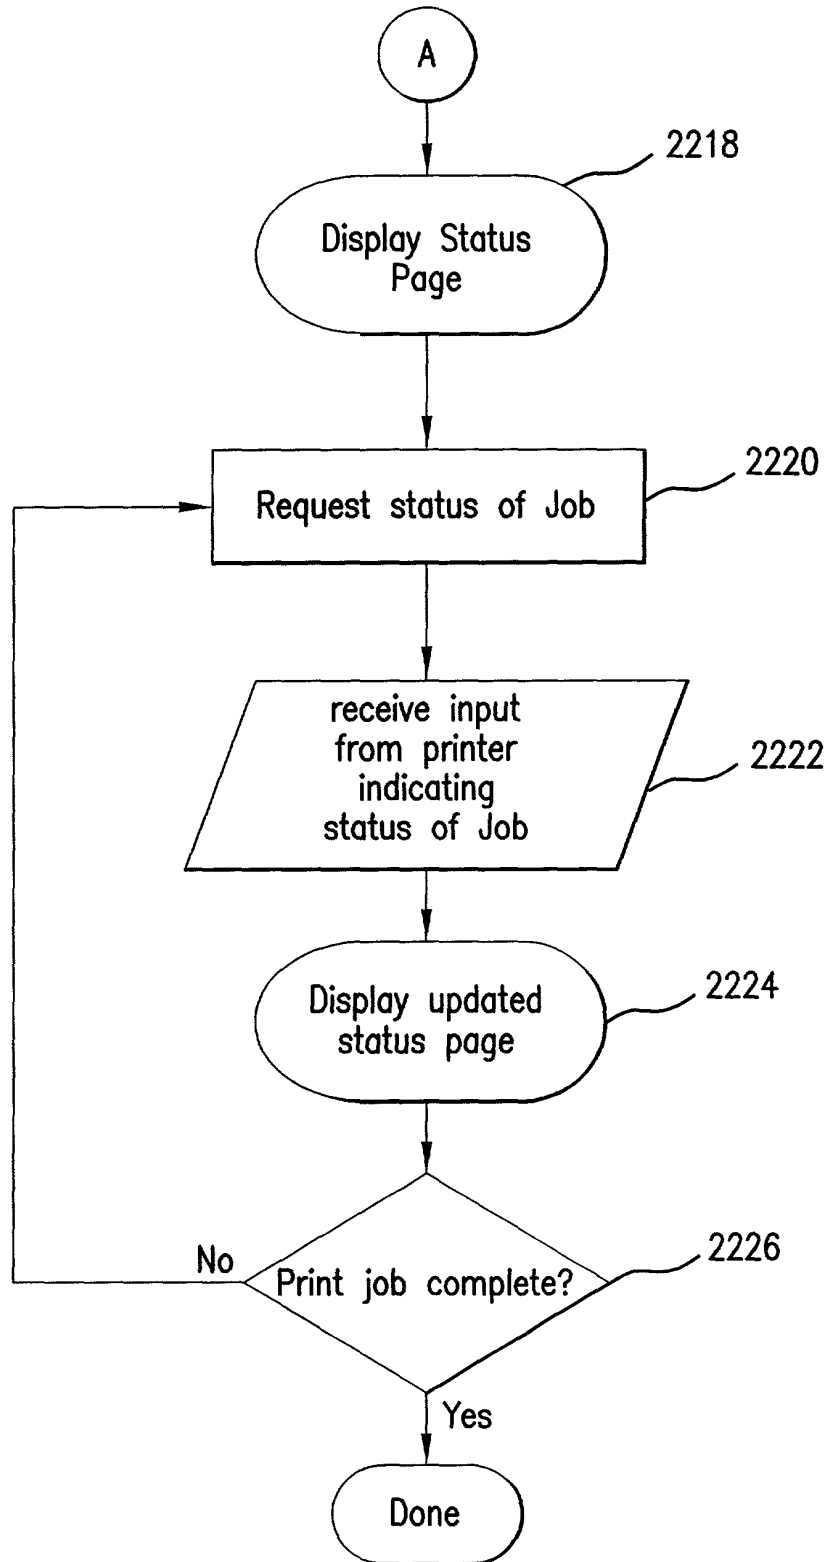 A
2218
Display Status
Page
2220
Request status of Job
receive input
from printer
indicating
status of Job
2222
Display updated
status page
2224
2226
No
Print job complete?
Yes
Done